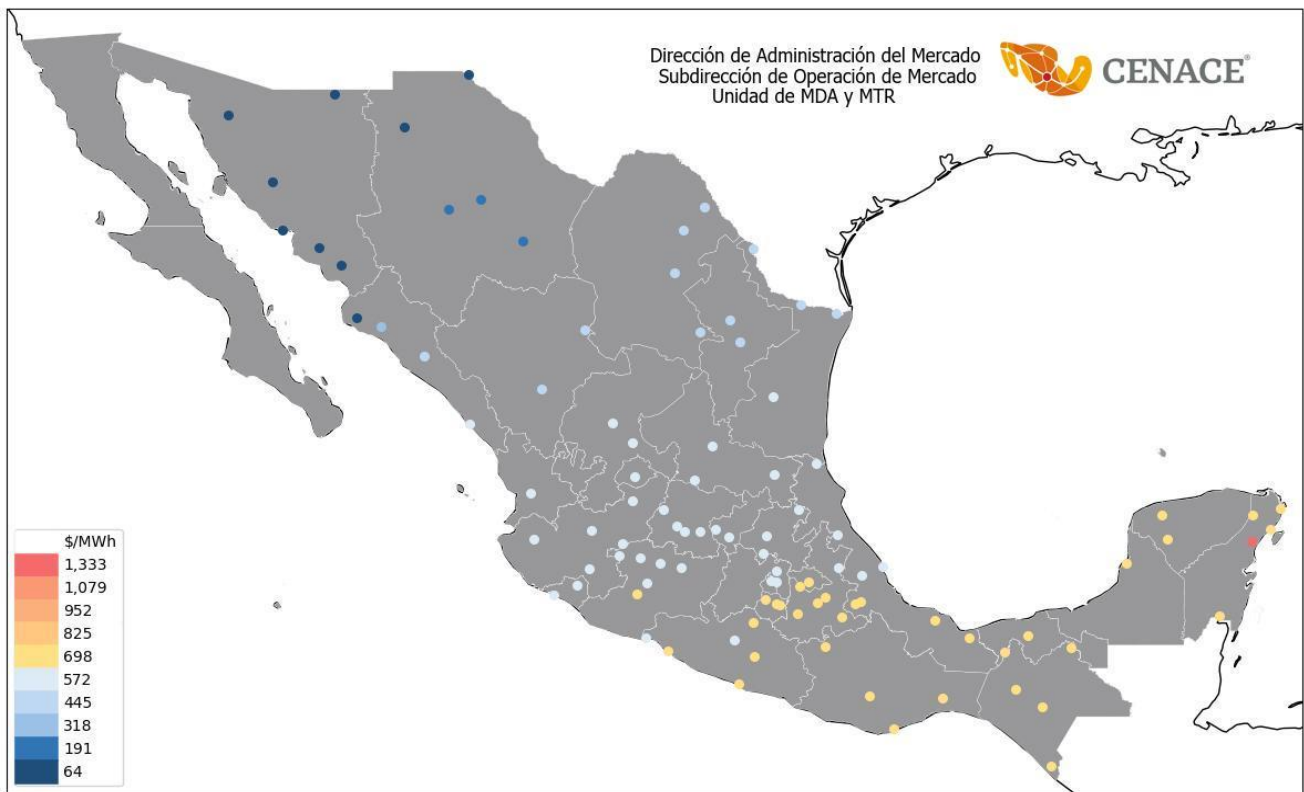 Dirección de Administración del Mercado
Subdirección de Operación de Mercado
Unidad de MDA y MTR
CENACE®
$/MWh
1,333
1,079
952
825
698
572
445
318
191
64